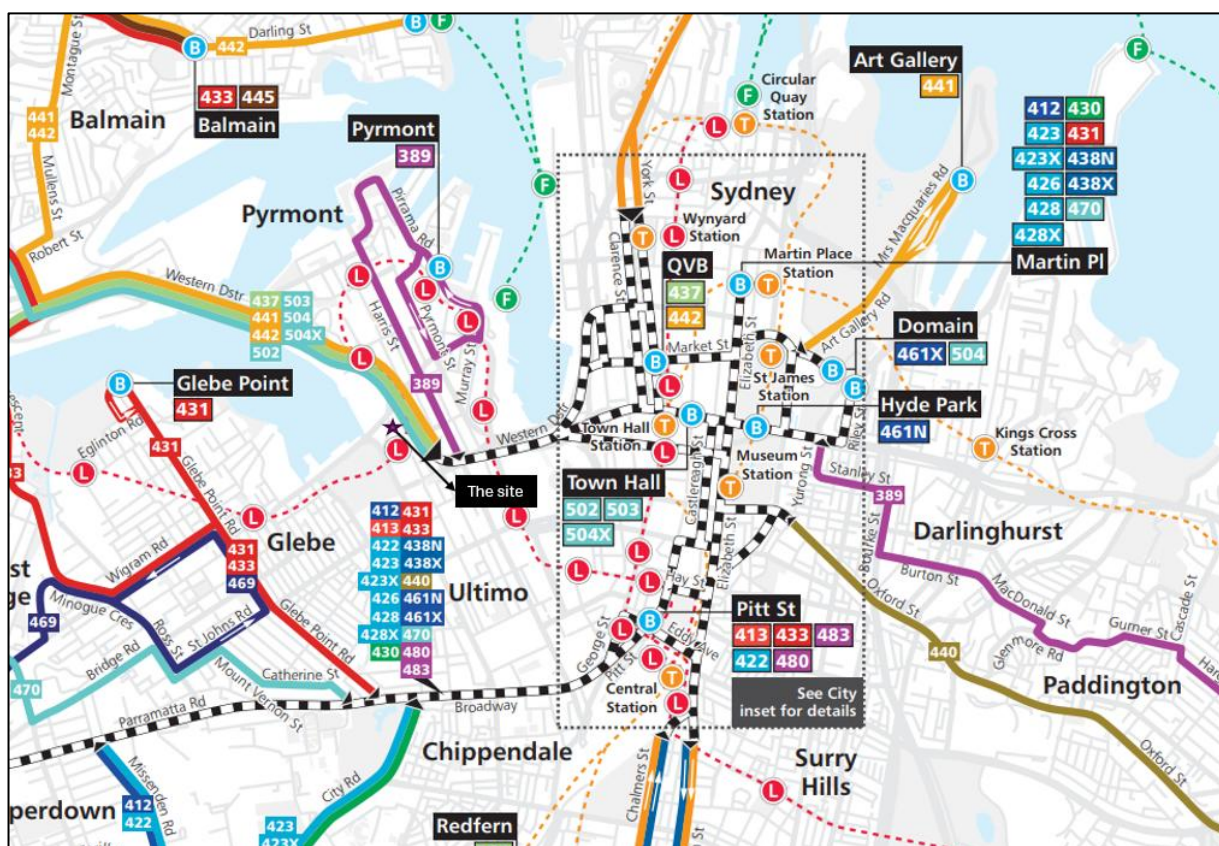 Darling St
442
B
B
F
Montague St
433 445
Balmain
Balmain
441
442
Mullens St
Robert St
Pyrmont
389
Pyrmont
Pirrama Rd
B
F
F
L
L
L
Western Dstr
437 503
441 504
442 504X
502
Harris St
Pyrmont St
Murray St
L
L
389
Circular
Quay
Station
F
L
T
York St
L
Sydney
Wynyard
Station
T
L
Clarence St
QVB
437
442
Martin Place
Station
B
T
Art Gallery
441
B
Mrs Macquaries Rd
Art Gallery Rd
F
412 430
423 431
423X 438N
426 438X
428 470
428X
Martin Pl
Domain
461X 504
Hyde Park
461N
Market St
B
L
Elizabeth St
T
St James
Station
B
B
Riley St
Kings Cross
Station
T
Western Dstr
Town Hall
Station
T
B
L
B
Museum
Station
T
Yurong St
Stanley St
389
Town Hall
502 503
504X
Castlereagh St
Elizabeth St
Bourke St
Darlinghurst
Burton St
MacDonald St
Glenmore Rd
Gurner St
Cascade St
Oxford St
440
Paddington
Oxford St
Glebe Point
431
B
Eglinton Rd
431
Glebe Point Rd
L
L
L
L
The site
Glebe
Wigram Rd
431
433
469
Minogue Cres
469
Ross St
St Johns Rd
Glebe Point Rd
Bridge Rd
470
Catherine St
Mount Vernon St
Parramatta Rd
412 431
413 433
422 438N
423 438X
423X 440
426 461N
428 461X
428X 470
430 480
483
Ultimo
Broadway
L
L
L
Hay St
L
B
George St
Pitt St
Eddy Ave
L
T
Central
Station
L
Pitt St
413 433 483
422 480
See City
inset for details
Chippendale
City Rd
Missenden Rd
412
422
423
423X
Redfern
Chalmers St
Surry
Hills
L